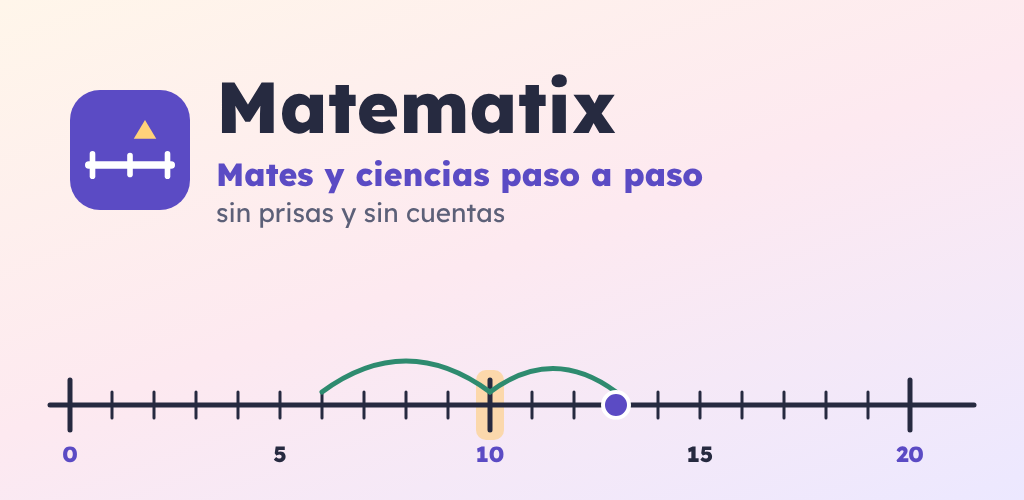 Matematix
Mates y ciencias paso a paso
sin prisas y sin cuentas
0 5 10 15 20